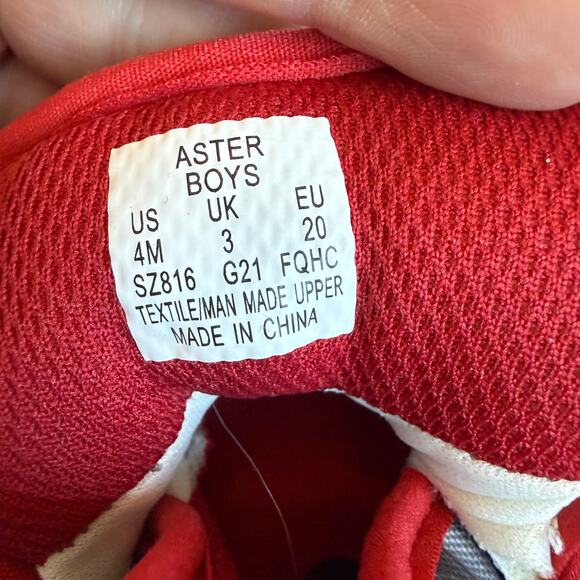 ASTER
BOYS
US UK EU
4M 3 20
SZ816 G21 FQHC
TEXTILE/MAN MADE UPPER
MADE IN CHINA